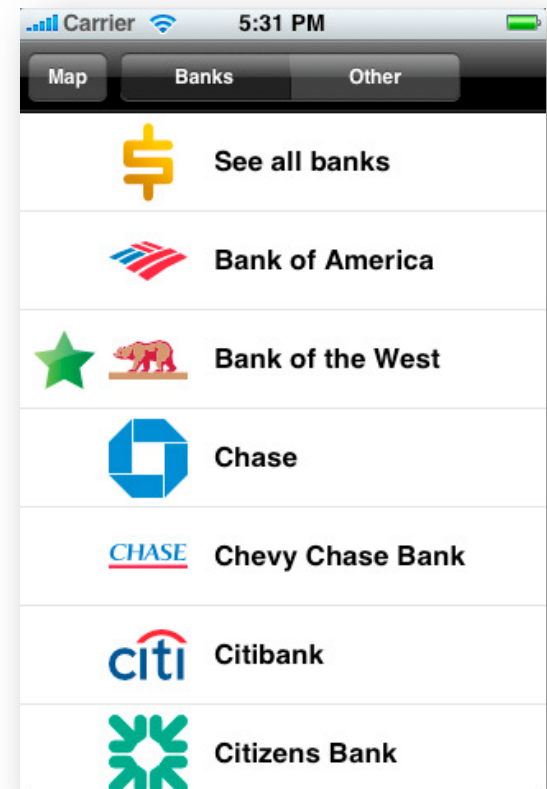 Carrier 5:31 PM
Map Banks Other
See all banks
Bank of America
Bank of the West
Chase
CHASE Chevy Chase Bank
citi Citibank
Citizens Bank